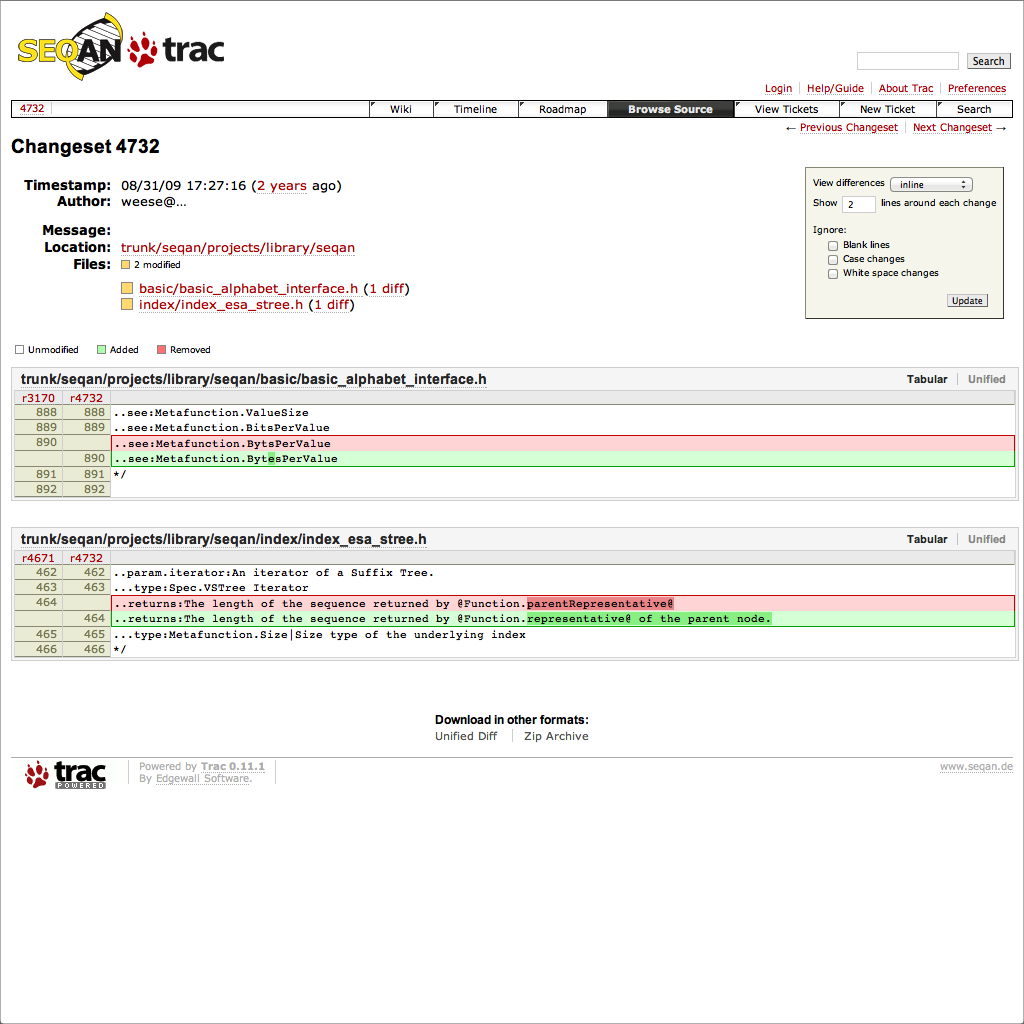 SEQAN trac
Search
Login Help/Guide About Trac Preferences
4732 Wiki Timeline Roadmap Browse Source View Tickets New Ticket Search
← Previous Changeset Next Changeset →
Changeset 4732
Timestamp: 08/31/09 17:27:16 (2 years ago)
Author: weese@...
Message:
Location: trunk/seqan/projects/library/seqan
Files: 2 modified
basic/basic_alphabet_interface.h (1 diff)
index/index_esa_stree.h (1 diff)
View differences inline
Show 2 lines around each change
Ignore:
Blank lines
Case changes
White space changes
Update
Unmodified Added Removed
trunk/seqan/projects/library/seqan/basic/basic_alphabet_interface.h Tabular Unified
r3170 r4732
888 888 ..see:Metafunction.ValueSize
889 889 ..see:Metafunction.BitsPerValue
890 ..see:Metafunction.BytsPerValue
890 ..see:Metafunction.BytesPerValue
891 891 */
892 892
trunk/seqan/projects/library/seqan/index/index_esa_stree.h Tabular Unified
r4671 r4732
462 462 ..param.iterator:An iterator of a Suffix Tree.
463 463 ...type:Spec.VSTree Iterator
464 ..returns:The length of the sequence returned by @Function.parentRepresentative@
464 ..returns:The length of the sequence returned by @Function.representative@ of the parent node.
465 465 ...type:Metafunction.Size|Size type of the underlying index
466 466 */
Download in other formats:
Unified Diff Zip Archive
trac POWERED
Powered by Trac 0.11.1
By Edgewall Software.
www.seqan.de